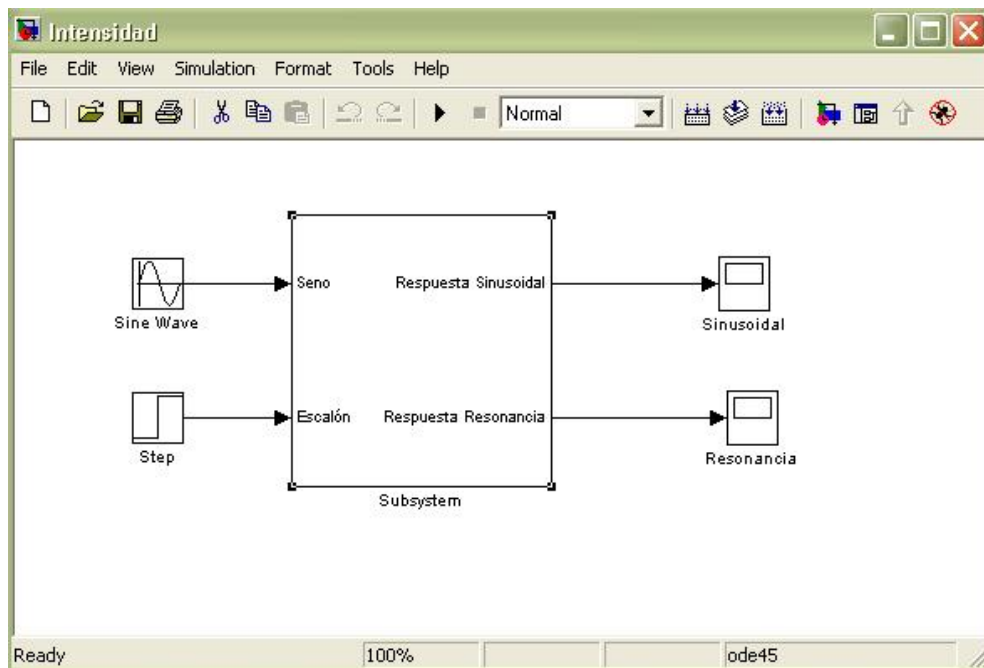 Intensidad
File Edit View Simulation Format Tools Help
Normal
Seno
Respuesta Sinusoidal
Sine Wave
Sinusoidal
Escalón
Respuesta Resonancia
Step
Resonancia
Subsystem
Ready
100%
ode45